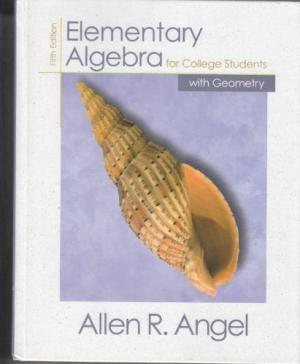 Fifth Edition
Elementary
Algebra for College Students
with Geometry
Allen R. Angel